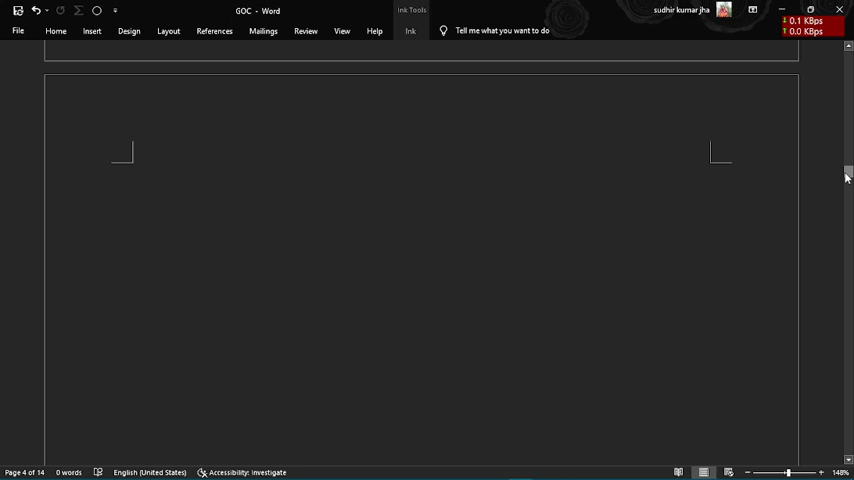 GOC - Word
Ink Tools
sudhir kumar jha
↓ 0.1 KBps
↑ 0.0 KBps
File Home Insert Design Layout References Mailings Review View Help Ink Tell me what you want to do
Page 4 of 14 0 words English (United States) Accessibility: Investigate 148%